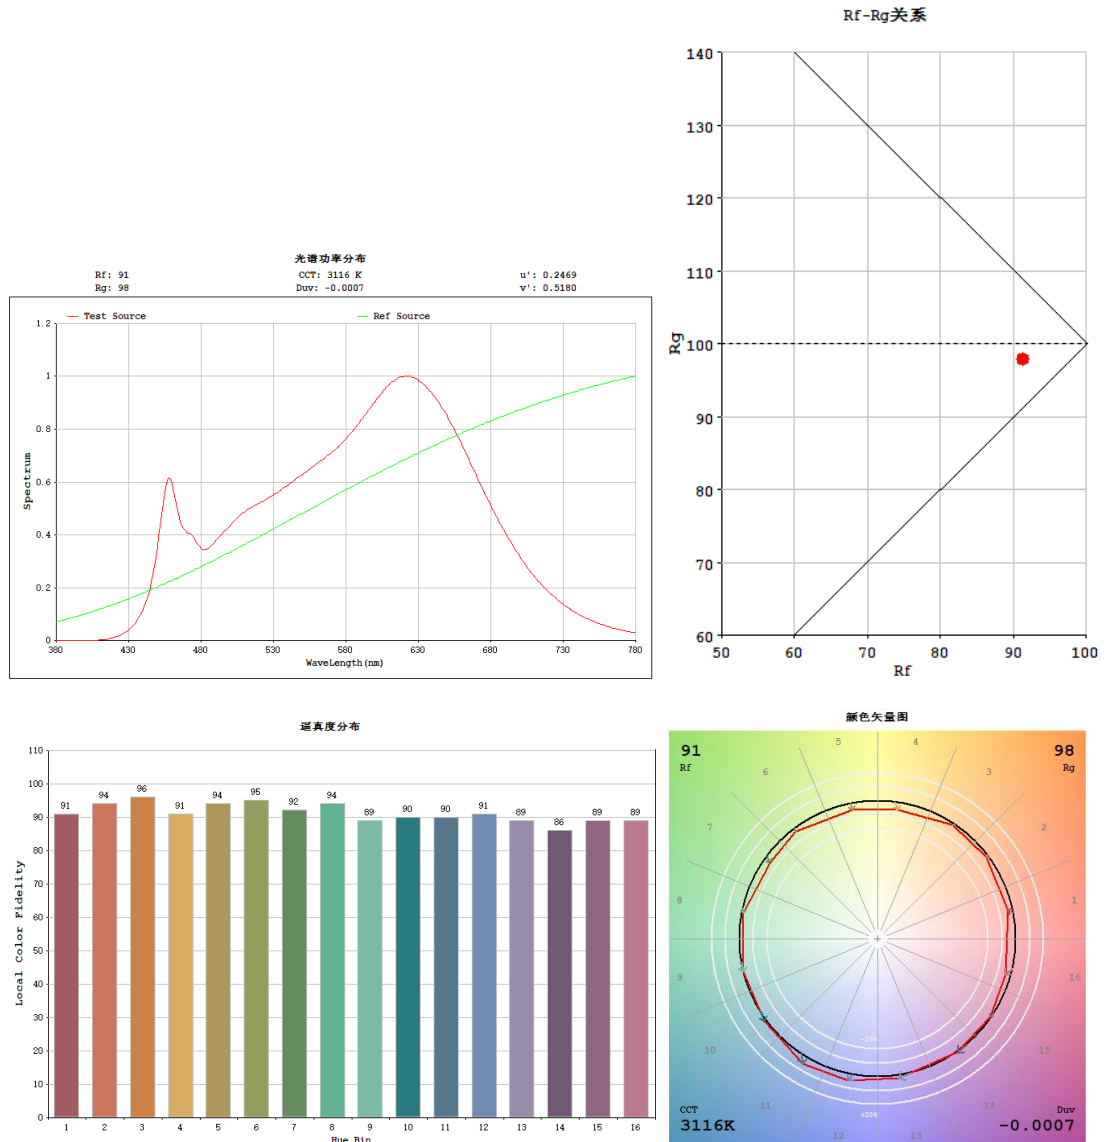 Rf-Rg关系
140
130
120
110
100
90
80
70
60
Rg
50 60 70 80 90 100
Rf
光谱功率分布
Rf: 91 CCT: 3116 K u': 0.2469
Rg: 98 Duv: -0.0007 v': 0.5180
Test Source Ref Source
1.2
1
0.8
0.6
0.4
0.2
0
Spectrum
380 430 480 530 580 630 680 730 780
WaveLength(nm)
逼真度分布
110
100
90
80
70
60
50
40
30
20
10
0
Local Color Fidelity
91 94 96 91 94 95 92 94 89 90 90 91 89 86 89 89
1 2 3 4 5 6 7 8 9 10 11 12 13 14 15 16
Hue Bin
颜色矢量图
91 98
Rf Rg
5 4
6 3
7 2
8 1
9 16
10 15
11 14
12 13
-20%
+20%
CCT Duv
3116K -0.0007